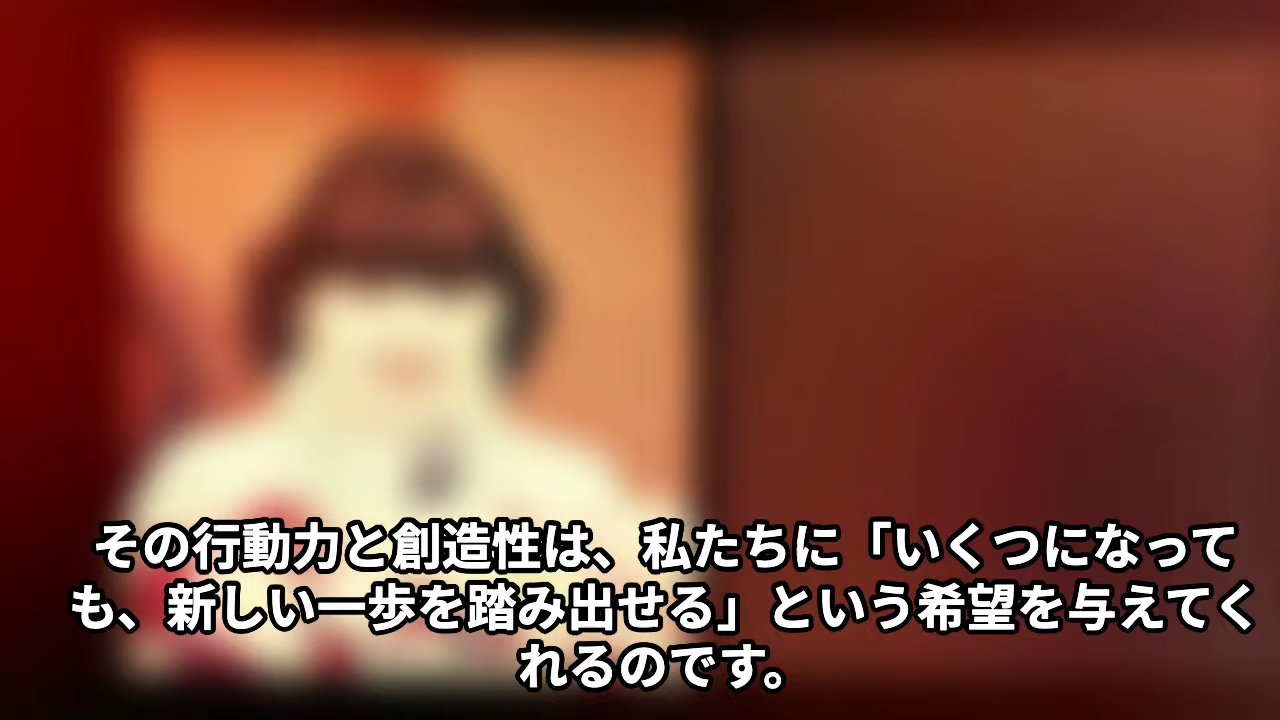 その行動力と創造性は、私たちに「いくつになって
も、新しい一歩を踏み出せる」という希望を与えてく
れるのです。